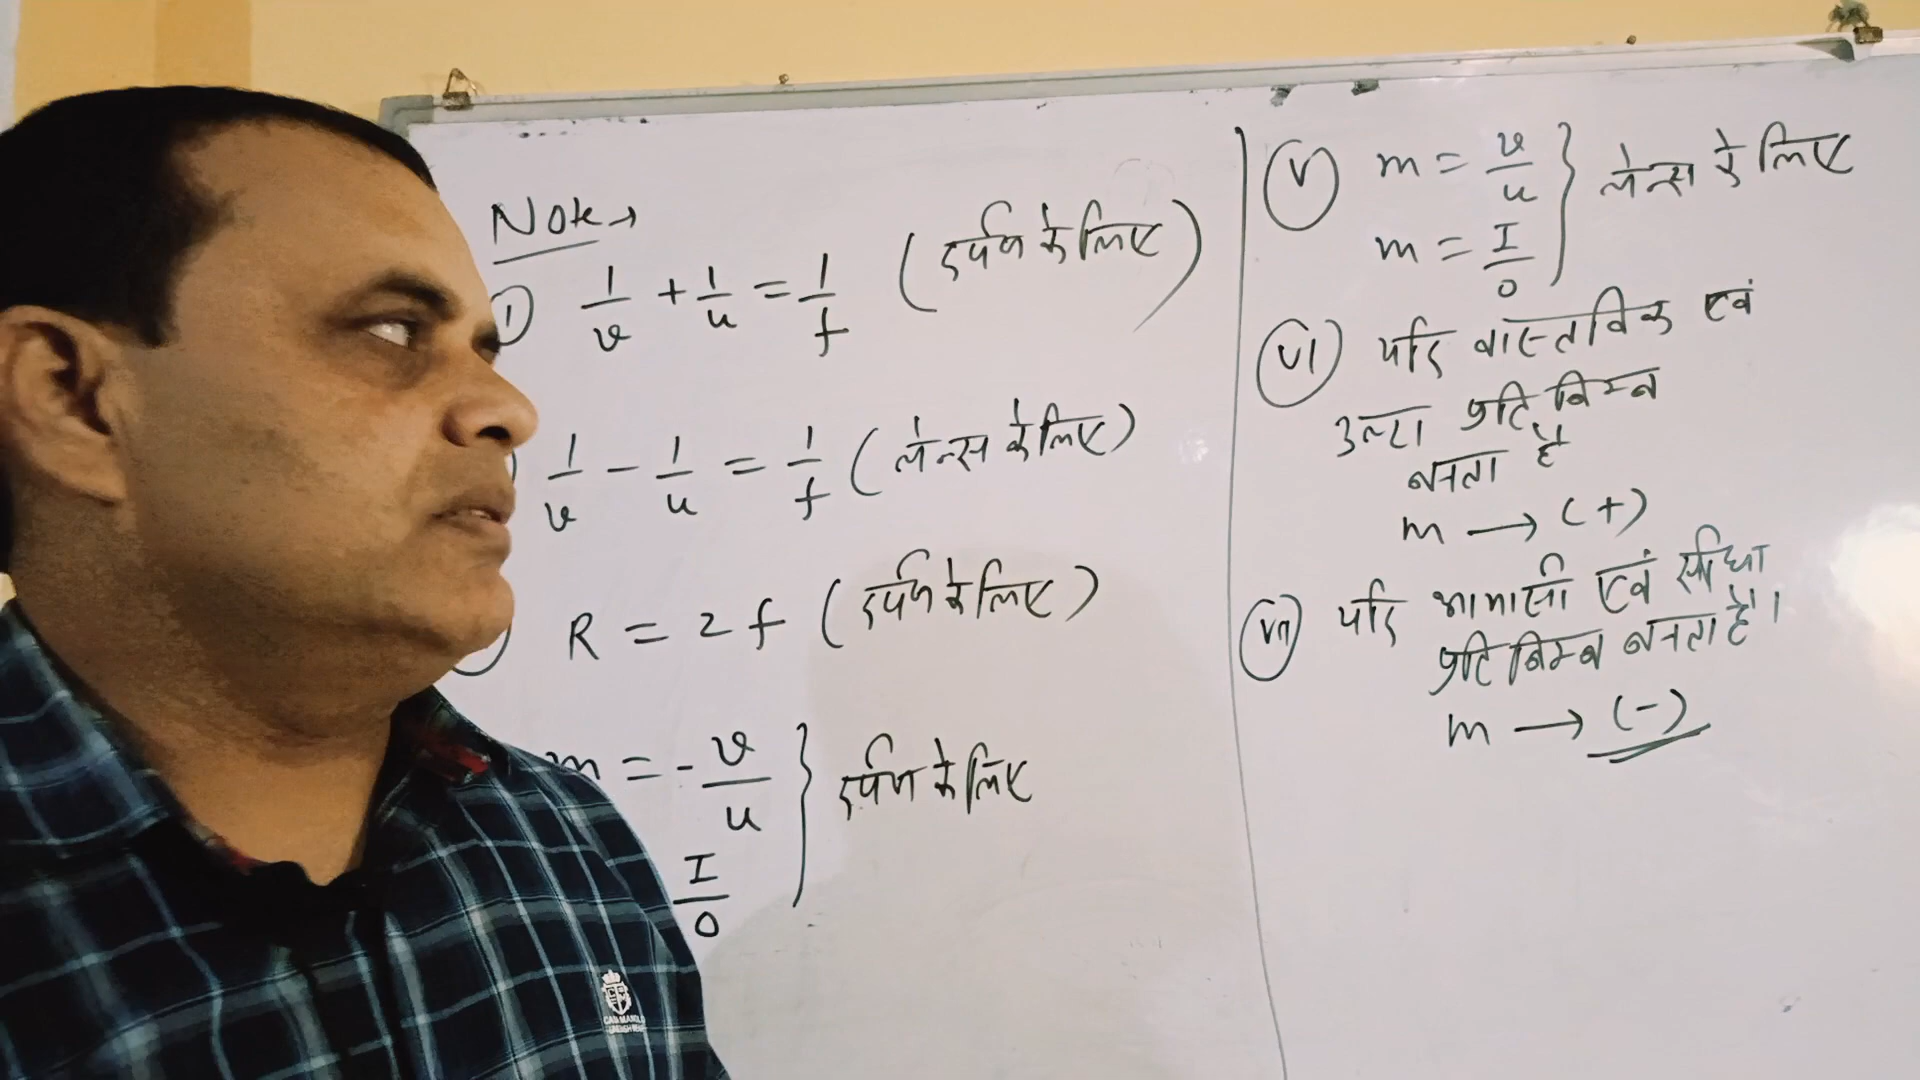 Note →
(i) 1/v + 1/u = 1/f (दर्पण के लिए)
1/v - 1/u = 1/f (लेन्स के लिए)
R = 2f (दर्पण के लिए)
m = -v/u } दर्पण के लिए
I/O
(v) m = v/u } लेन्स के लिए
m = I/O
(vi) यदि वास्तविक एवं
उल्टा प्रतिबिम्ब
बनता है
m → (+)
(vii) यदि आभासी एवं सीधा
प्रतिबिम्ब बनता है।
m → (-)